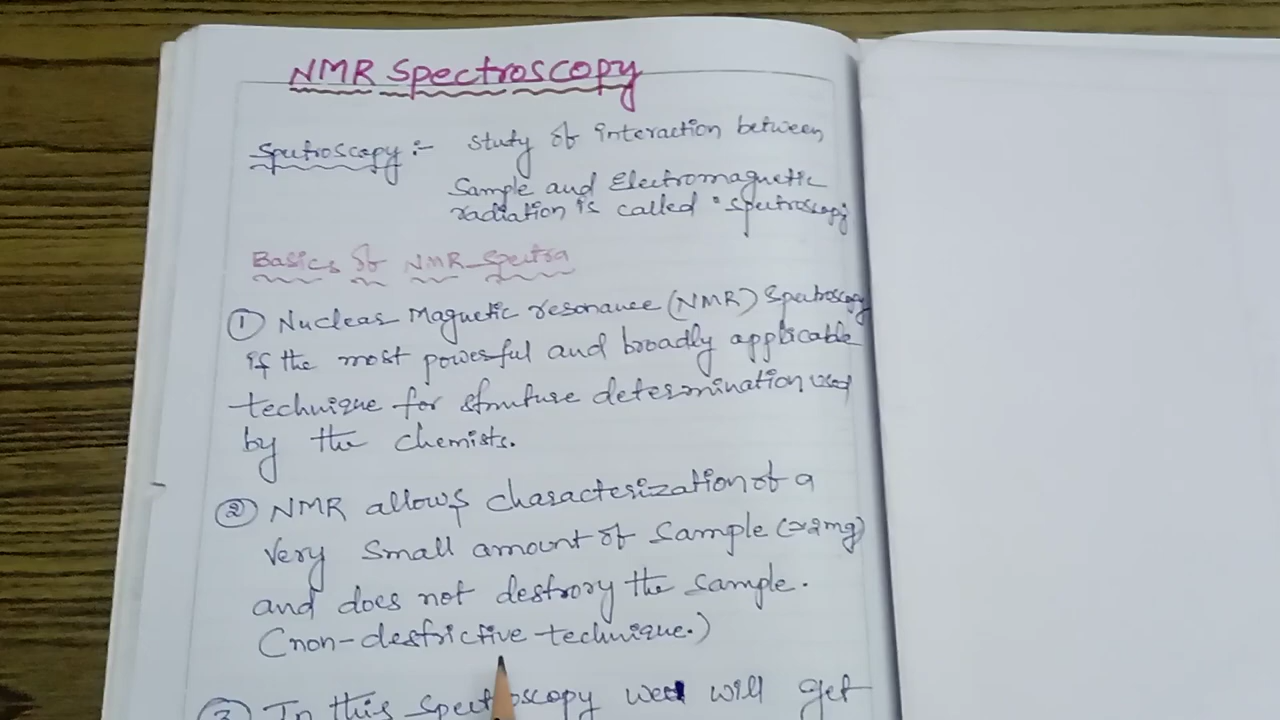 NMR Spectroscopy
Spectroscopy :- Study of interaction between
Sample and Electromagnetic
radiation is called "spectroscopy
Basics of NMR Spectra
① Nuclear Magnetic resonance (NMR) Spectroscopy
is the most powerful and broadly applicable
technique for structure determination used
by the chemists.
② NMR allows characterization of a
very small amount of sample (≈2mg)
and does not destrory the sample.
(non-destrictive technique.)
③ In this spectroscopy we will get